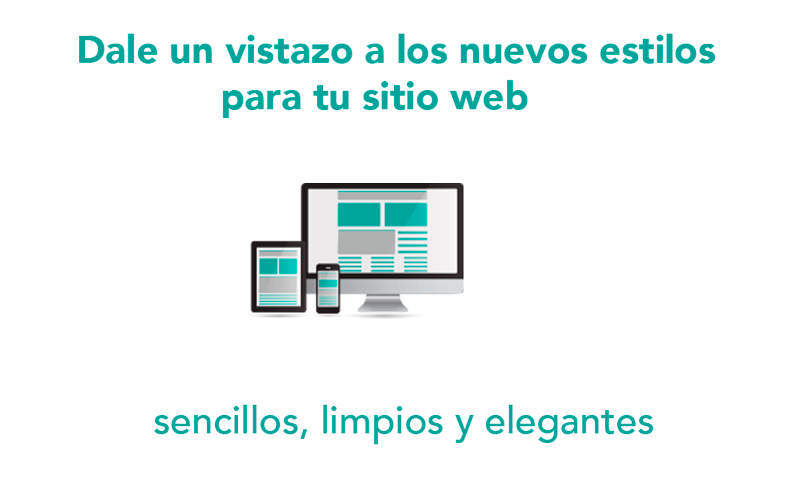 Dale un vistazo a los nuevos estilos
para tu sitio web
sencillos, limpios y elegantes